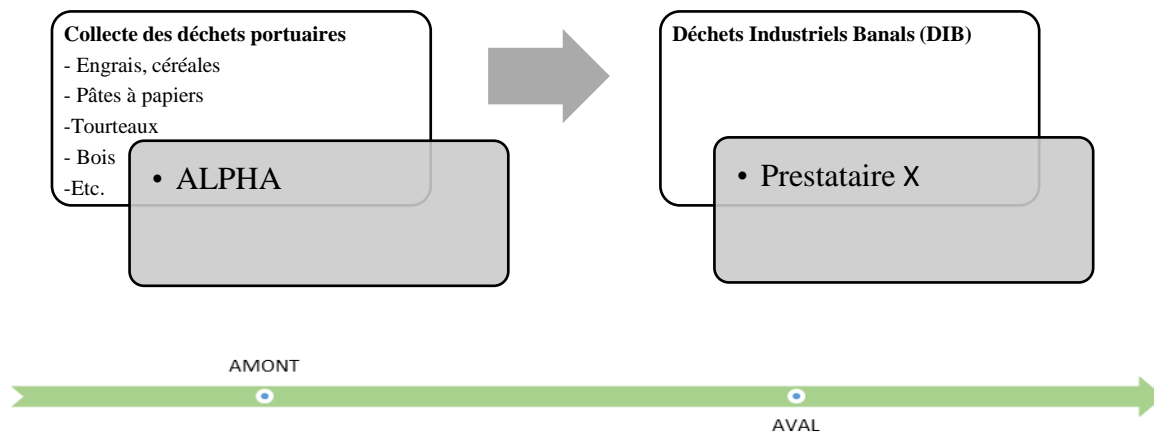 Collecte des déchets portuaires
- Engrais, céréales
- Pâtes à papiers
-Tourteaux
- Bois
-Etc.
• ALPHA
Déchets Industriels Banals (DIB)
• Prestataire X
AMONT
AVAL